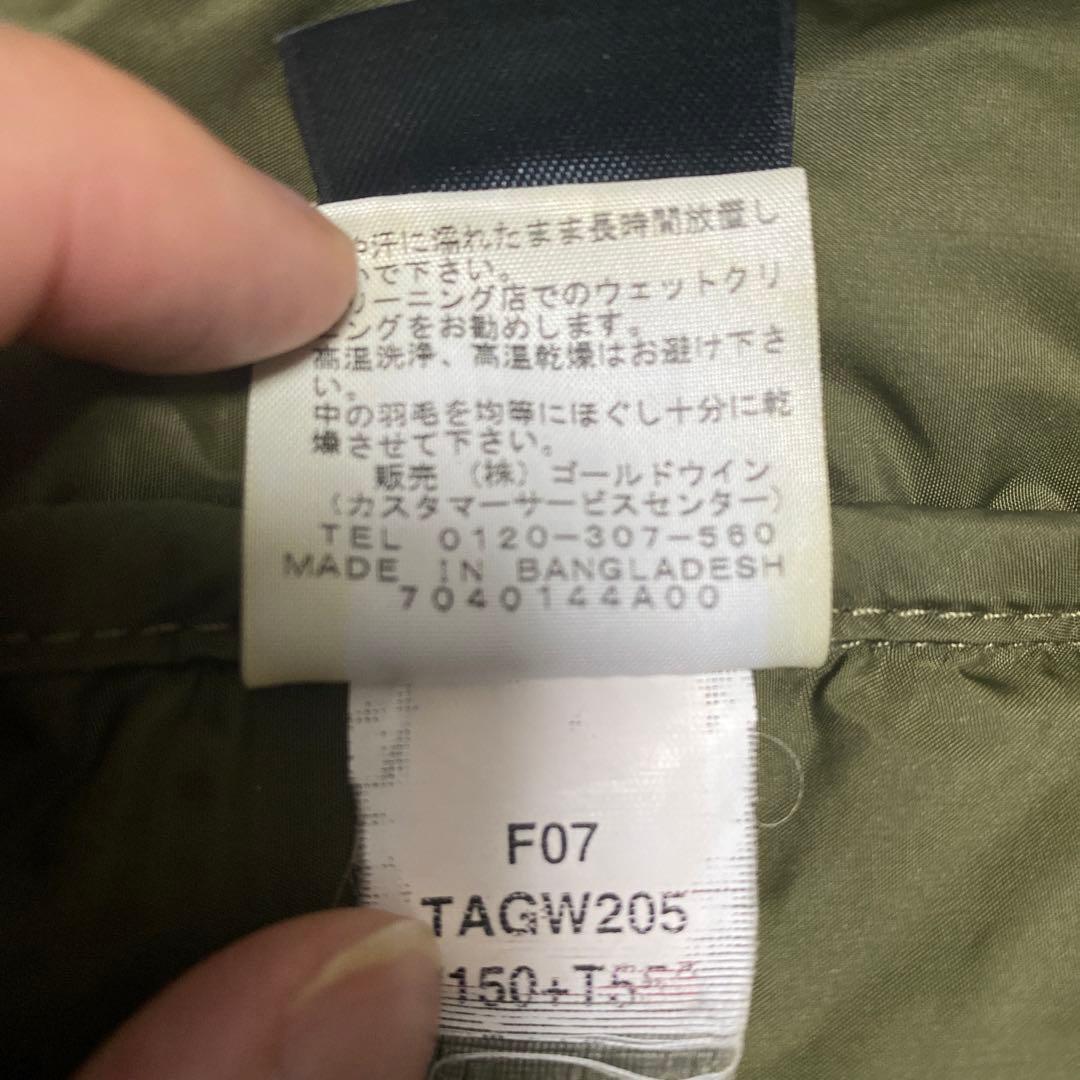 汗に濡れたまま長時間放置し
いで下さい。
リーニング店でのウェットクリ
ニングをお勧めします。
高温洗浄、高温乾燥はお避け下さ
い。
中の羽毛を均等にほぐし十分に乾
燥させて下さい。
販売 (株) ゴールドウイン
(カスタマーサービスセンター)
TEL 0120-307-560
MADE IN BANGLADESH
7040144A00
F07
TAGW205
150+T